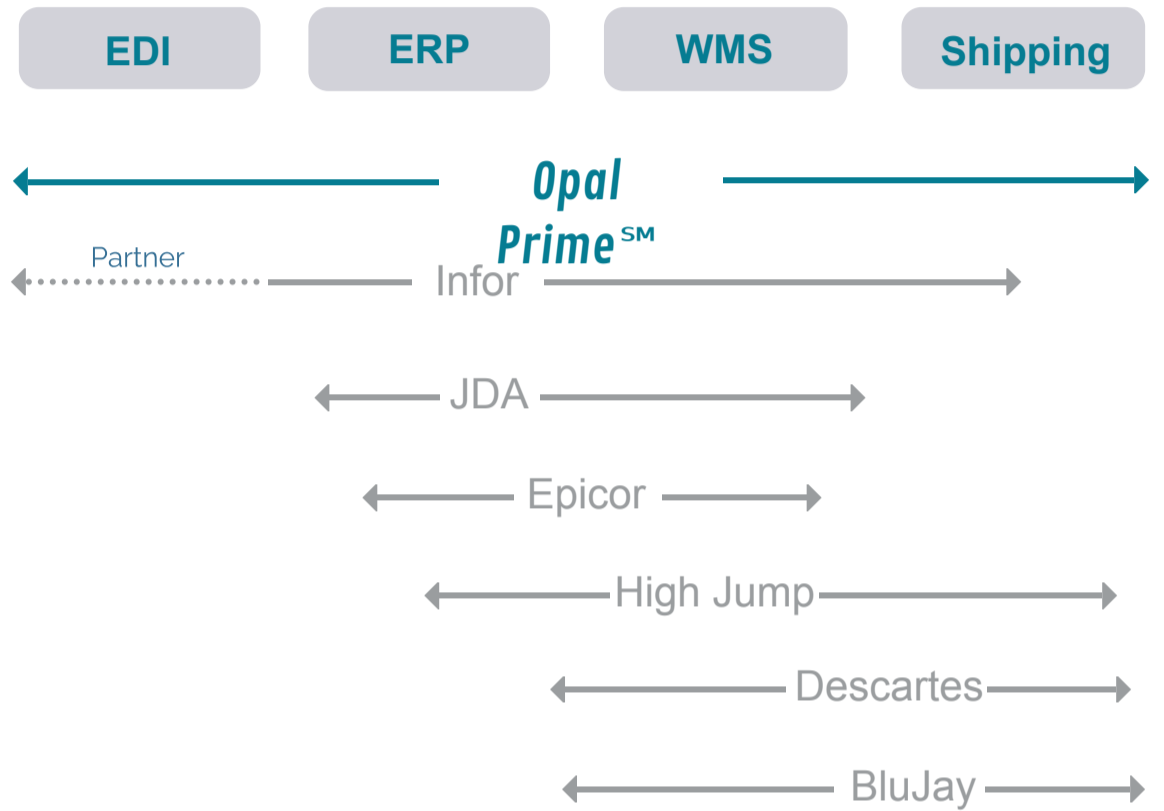 EDI ERP WMS Shipping
Opal
Prime℠
Partner
Infor
JDA
Epicor
High Jump
Descartes
BluJay